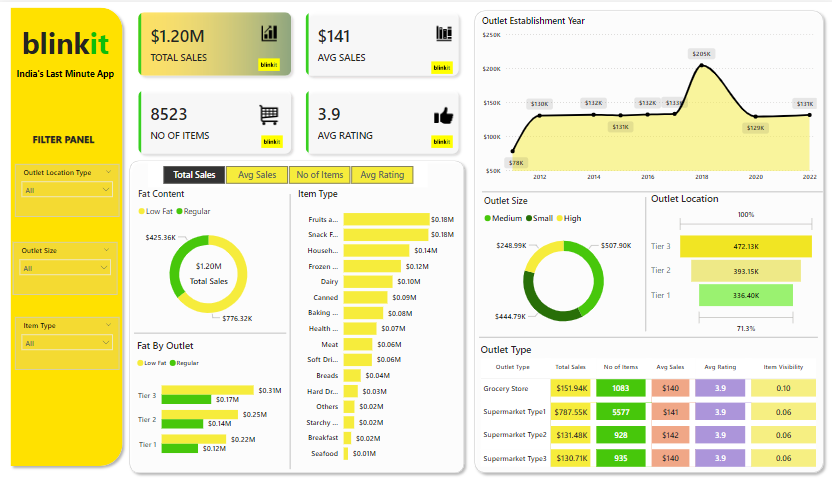 blinkit
India's Last Minute App
FILTER PANEL
Outlet Location Type
All
Outlet Size
All
Item Type
All
$1.20M
TOTAL SALES
blinkit
$141
AVG SALES
blinkit
8523
NO OF ITEMS
blinkit
3.9
AVG RATING
blinkit
Total Sales
Avg Sales
No of Items
Avg Rating
Fat Content
Low Fat Regular
$425.36K
$1.20M
Total Sales
$776.32K
Fat By Outlet
Low Fat Regular
Tier 3 $0.31M
$0.17M
Tier 2 $0.25M
$0.14M
Tier 1 $0.22M
$0.12M
Item Type
Fruits a... $0.18M
Snack F... $0.18M
Househ... $0.14M
Frozen ... $0.12M
Dairy $0.10M
Canned $0.09M
Baking ... $0.08M
Health ... $0.07M
Meat $0.06M
Soft Dri... $0.06M
Breads $0.04M
Hard Dr... $0.03M
Others $0.02M
Starchy ... $0.02M
Breakfast $0.02M
Seafood $0.01M
Outlet Establishment Year
$250K
$200K
$150K
$100K
$50K
$78K
$130K
$132K
$131K
$132K
$133K
$205K
$129K
$131K
2012 2014 2016 2018 2020 2022
Outlet Size
Medium Small High
$248.99K
$507.90K
$444.79K
Outlet Location
100%
Tier 3 472.13K
Tier 2 393.15K
Tier 1 336.40K
71.3%
Outlet Type
Outlet Type Total Sales No of Items Avg Sales Avg Rating Item Visibility
Grocery Store $151.94K 1083 $140 3.9 0.10
Supermarket Type1 $787.55K 5577 $141 3.9 0.06
Supermarket Type2 $131.48K 928 $142 3.9 0.06
Supermarket Type3 $130.71K 935 $140 3.9 0.06